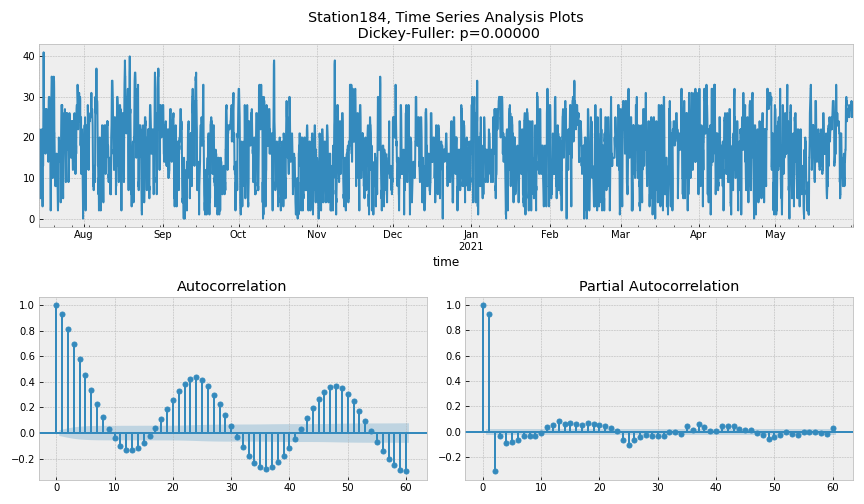 Station184, Time Series Analysis Plots
Dickey-Fuller: p=0.00000
40
30
20
10
0
Aug Sep Oct Nov Dec Jan Feb Mar Apr May
2021
time
Autocorrelation
1.0
0.8
0.6
0.4
0.2
0.0
−0.2
0 10 20 30 40 50 60
Partial Autocorrelation
1.0
0.8
0.6
0.4
0.2
0.0
−0.2
0 10 20 30 40 50 60